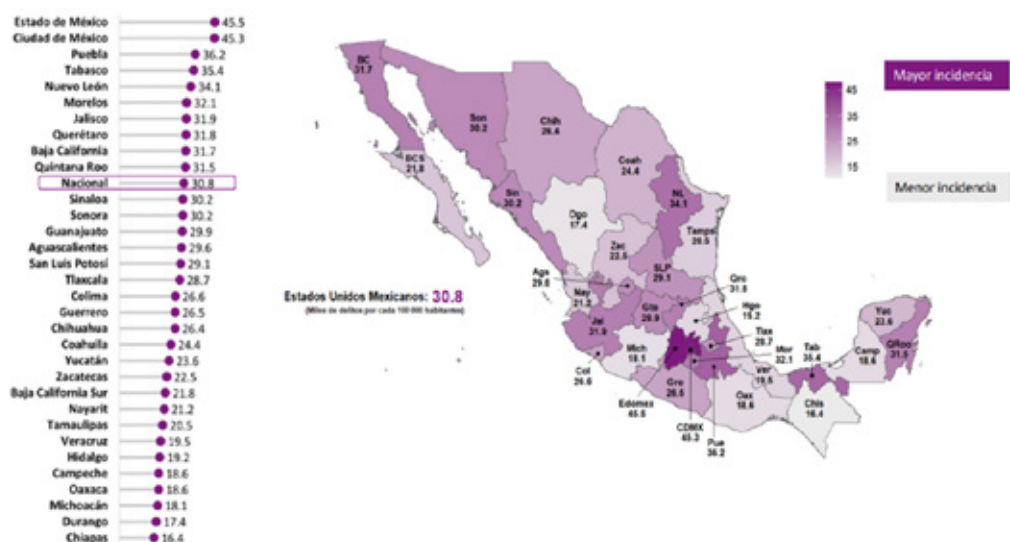 Estado de México 45.5
Ciudad de México 45.3
Puebla 36.2
Tabasco 35.4
Nuevo León 34.1
Morelos 32.1
Jalisco 31.9
Querétaro 31.8
Baja California 31.7
Quintana Roo 31.5
Nacional 30.8
Sinaloa 30.2
Sonora 30.2
Guanajuato 29.9
Aguascalientes 29.6
San Luis Potosí 29.1
Tlaxcala 28.7
Colima 26.6
Guerrero 26.5
Chihuahua 26.4
Coahuila 24.4
Yucatán 23.6
Zacatecas 22.5
Baja California Sur 21.8
Nayarit 21.2
Tamaulipas 20.5
Veracruz 19.5
Hidalgo 19.2
Campeche 18.6
Oaxaca 18.6
Michoacán 18.1
Durango 17.4
Chiapas 16.4
BC
31.7
Son
30.2
Chih
26.4
BCS
21.8
Coah
24.4
Sin
30.2
NL
34.1
Dgo
17.4
Tamps
20.5
Zac
22.5
SLP
29.1
Ags
29.6
Nay
21.2
Qro
31.8
Estados Unidos Mexicanos: 30.8
(Miles de delitos por cada 100 000 habitantes)
Jal
31.9
Gto
29.9
Hgo
19.2
Tlax
28.7
Mor
32.1
Mich
18.1
Col
26.6
Gro
26.5
Edomex
45.5
CDMX
45.3
Pue
36.2
Ver
19.5
Oax
18.6
Tab
35.4
Chis
16.4
Camp
18.6
Yuc
23.6
QRoo
31.5
45
35
25
15
Mayor incidencia
Menor incidencia